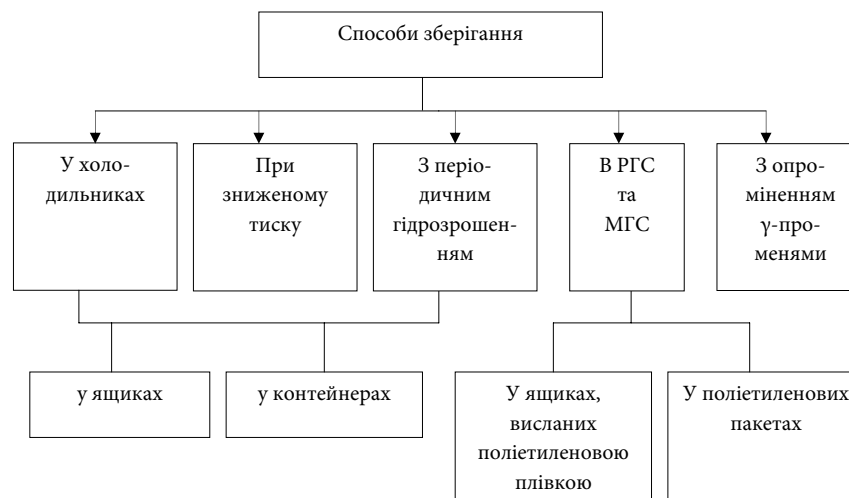 Способи зберігання
У холо-
дильниках
При
зниженому
тиску
З періо-
дичним
гідрозрошен-
ням
В РГС
та
МГС
З опро-
міненням
γ-про-
менями
у ящиках
у контейнерах
У ящиках,
висланих
поліетиленовою
плівкою
У поліетиленових
пакетах